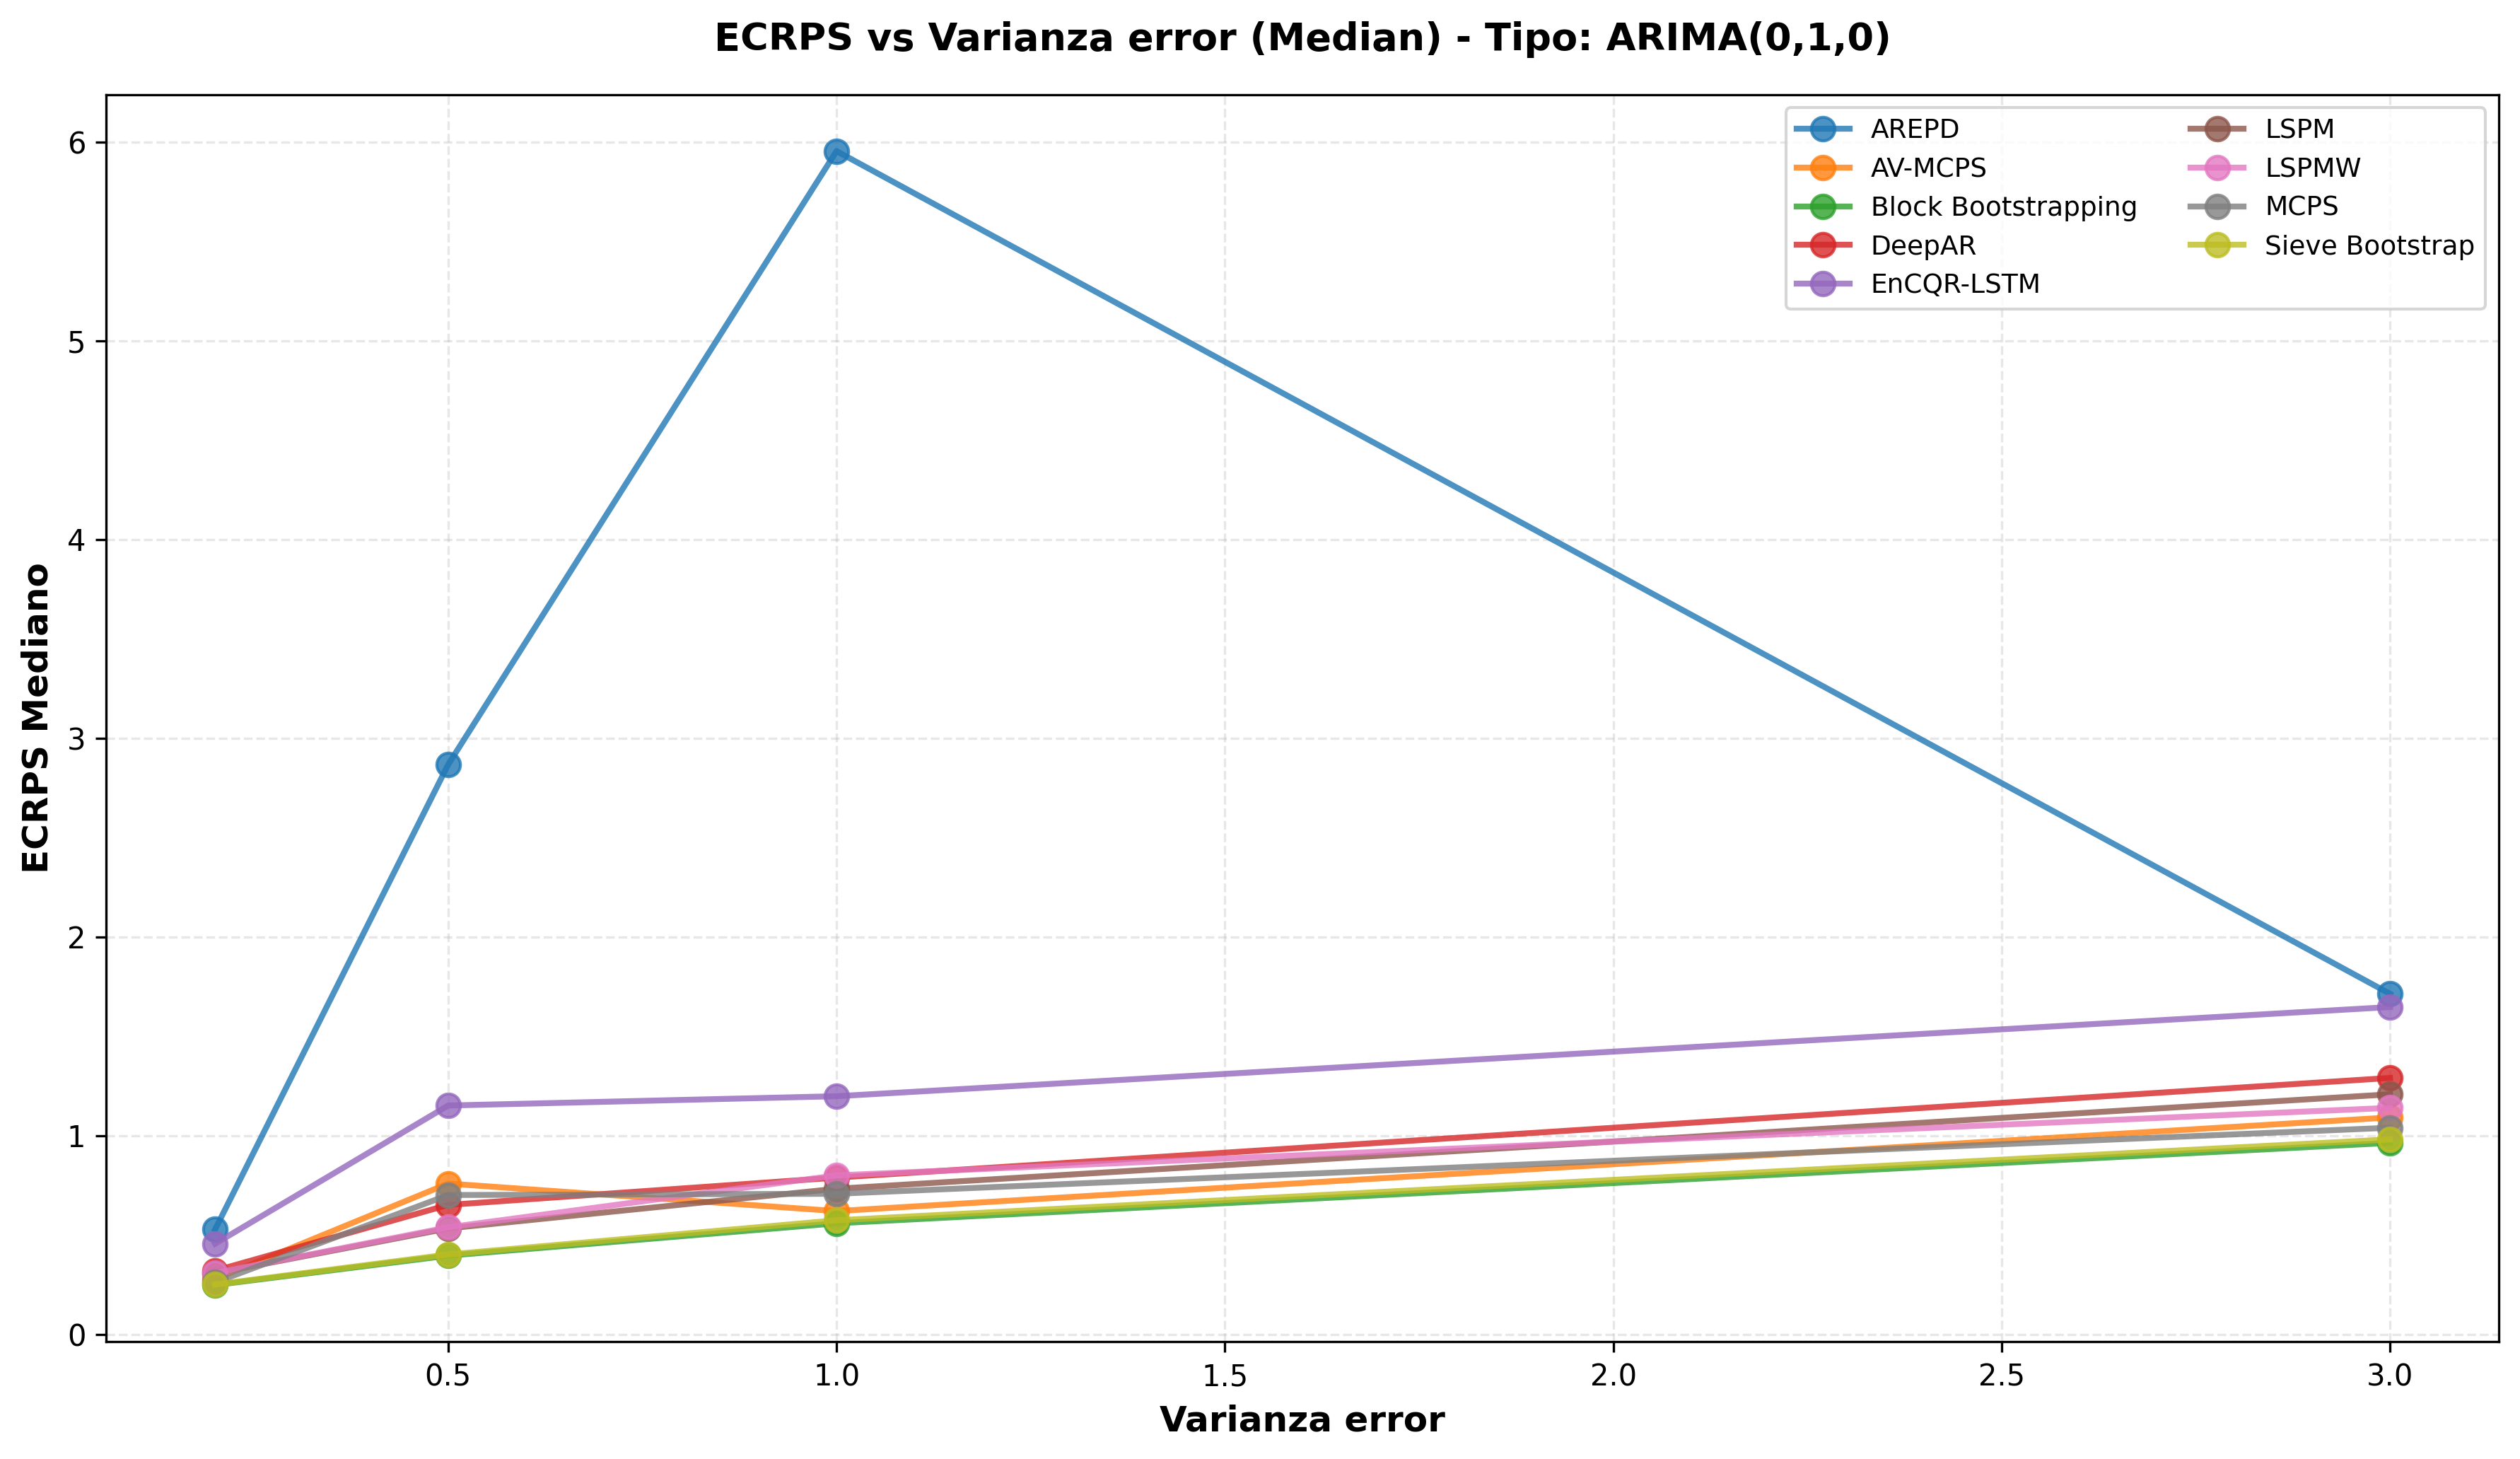 ECRPS vs Varianza error (Median) - Tipo: ARIMA(0,1,0)
AREPD
AV-MCPS
Block Bootstrapping
DeepAR
EnCQR-LSTM
LSPM
LSPMW
MCPS
Sieve Bootstrap
ECRPS Mediano
6
5
4
3
2
1
0
0.5
1.0
1.5
2.0
2.5
3.0
Varianza error